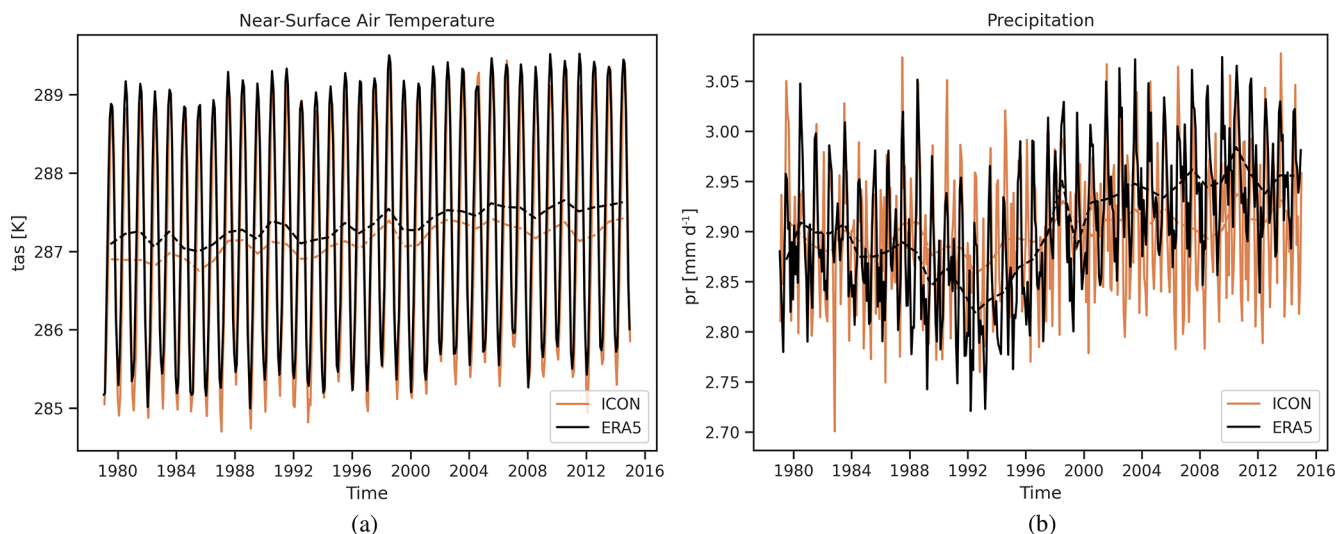 Near-Surface Air Temperature
289
288
287
286
285
tas [K]
ICON
ERA5
1980 1984 1988 1992 1996 2000 2004 2008 2012 2016
Time
(a)
Precipitation
3.05
3.00
2.95
2.90
2.85
2.80
2.75
2.70
pr [mm d⁻¹]
ICON
ERA5
1980 1984 1988 1992 1996 2000 2004 2008 2012 2016
Time
(b)